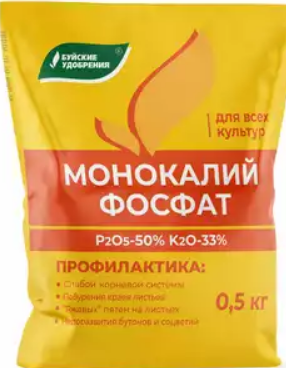 БУЙСКИЕ
УДОБРЕНИЯ
для всех
культур
МОНОКАЛИЙ
ФОСФАТ
P2O5-50% K2O-33%
ПРОФИЛАКТИКА:
• Слабой корневой системы
• Побурения края листьев
• "Ржавых" пятен на листьях
• Недоразвития бутонов и соцветий
0,5 кг